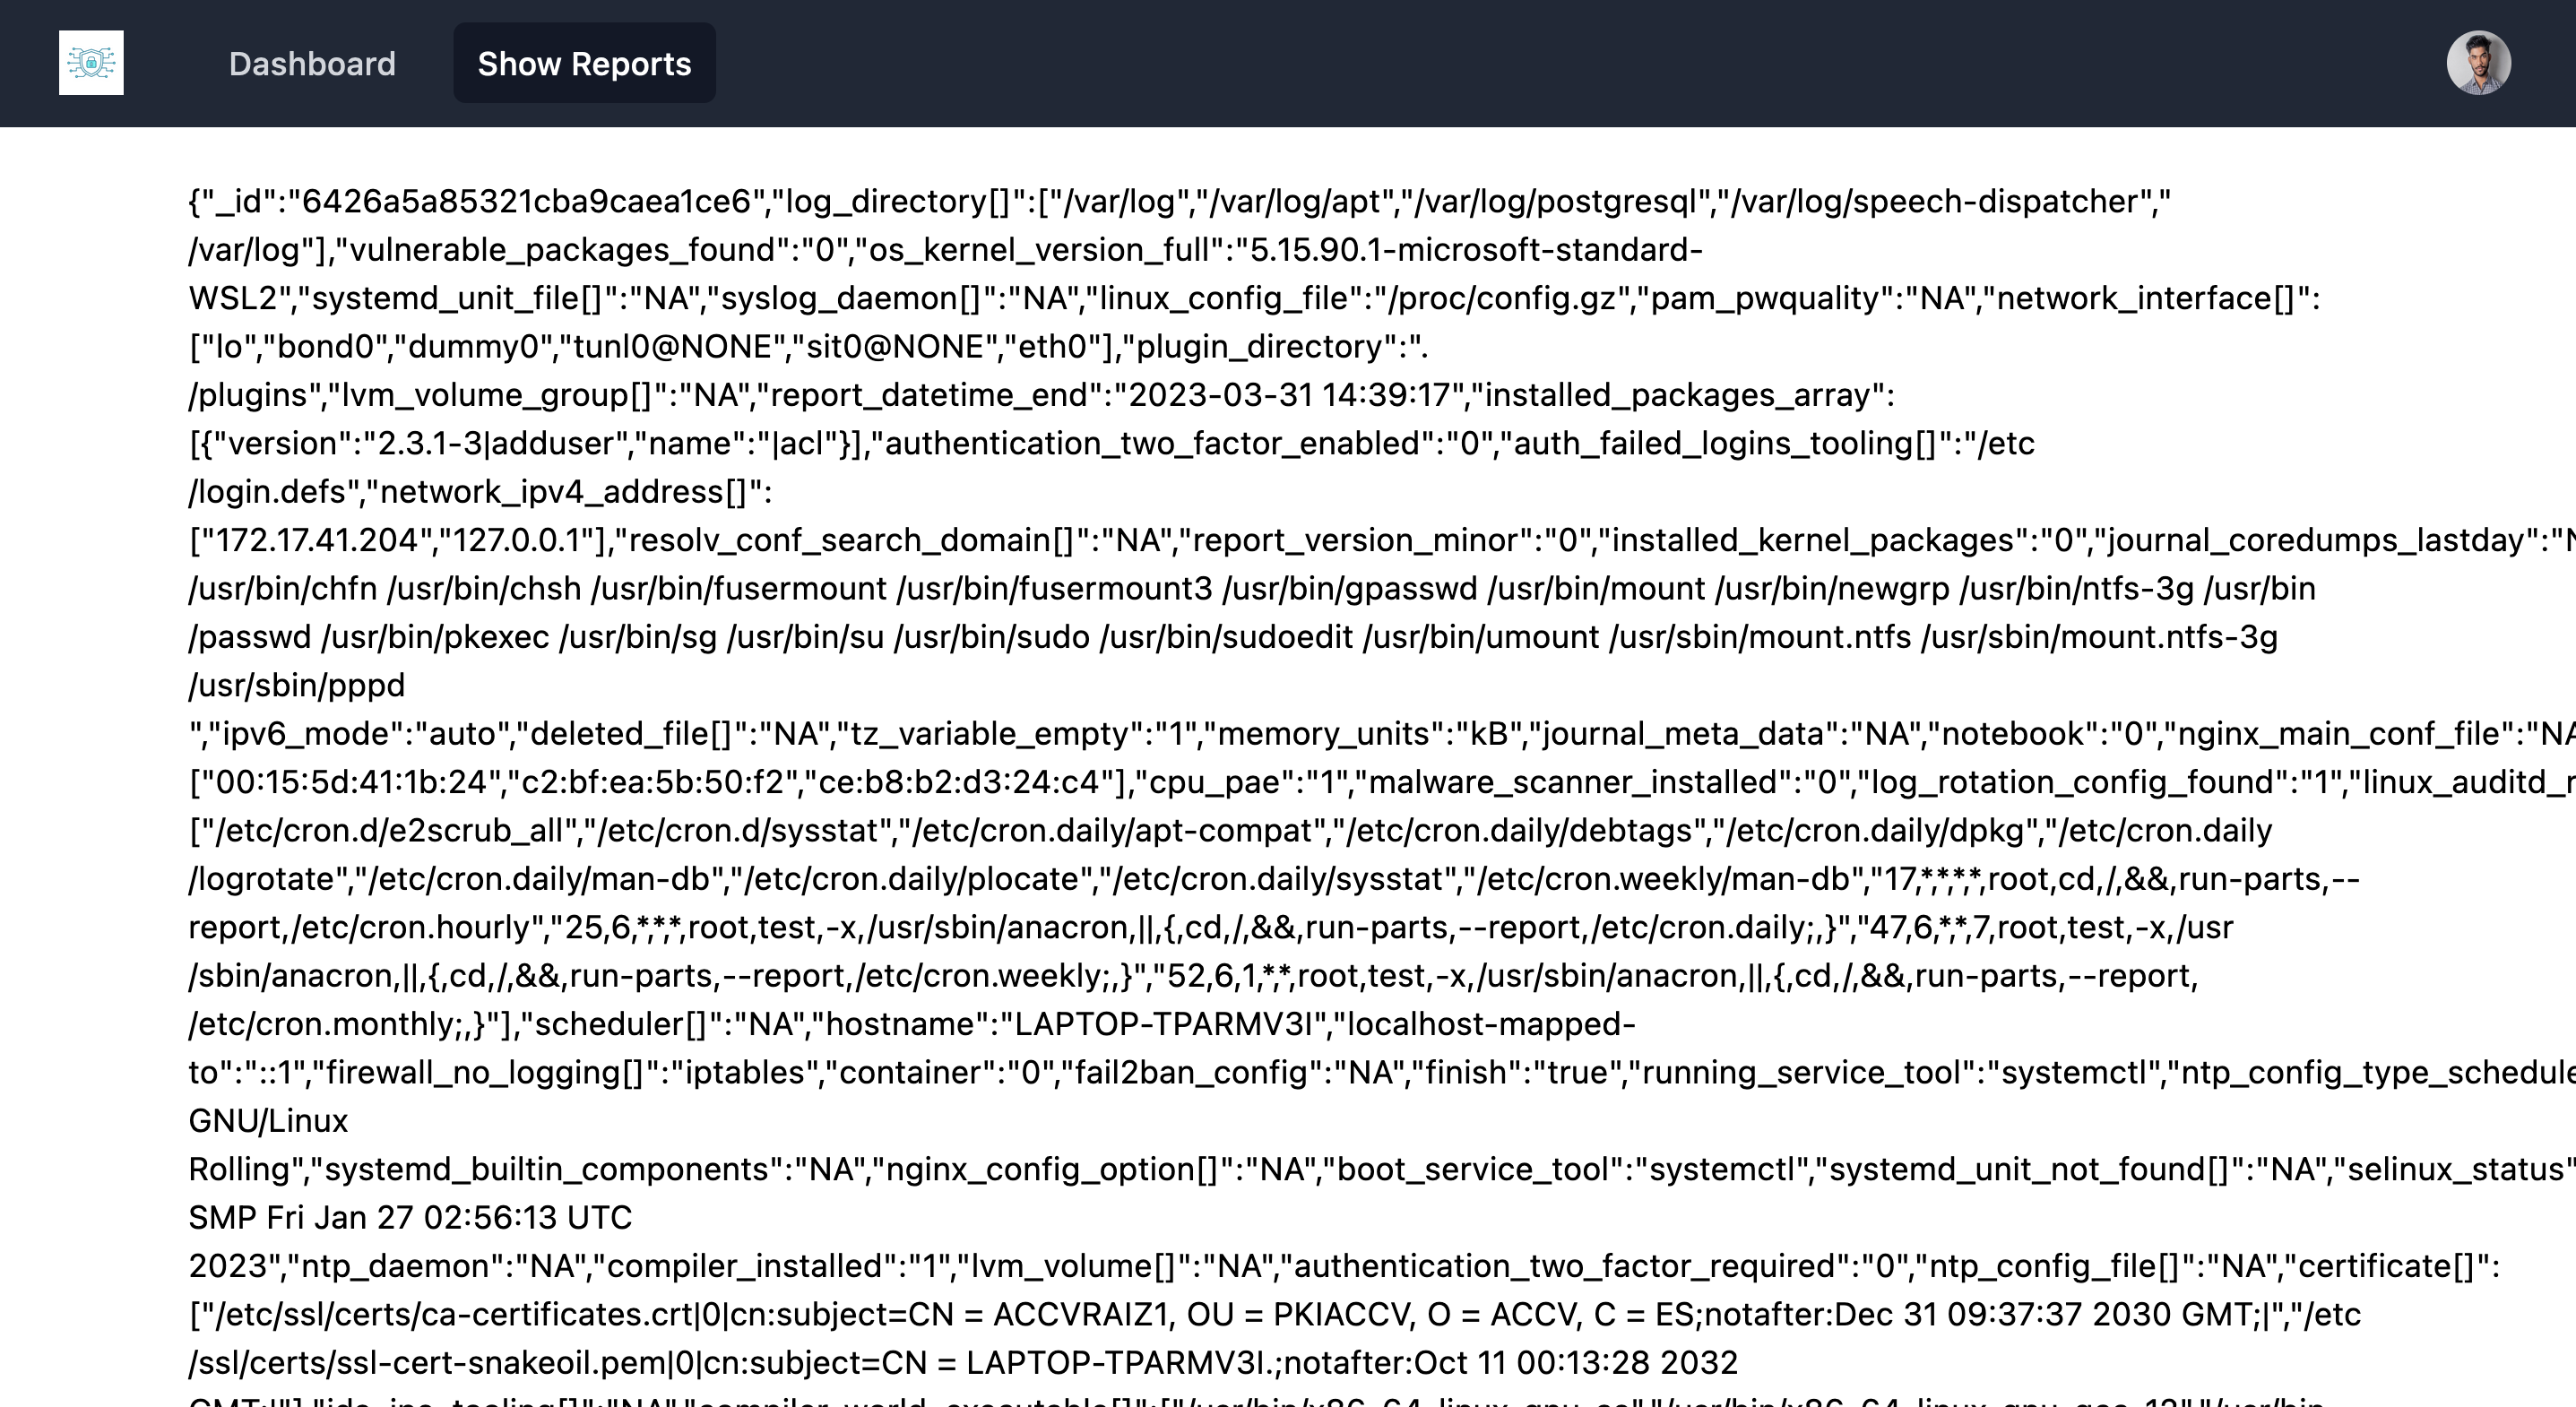 Dashboard
Show Reports
{"_id":"6426a5a85321cba9caea1ce6","log_directory[]":["/var/log","/var/log/apt","/var/log/postgresql","/var/log/speech-dispatcher","
/var/log"],"vulnerable_packages_found":"0","os_kernel_version_full":"5.15.90.1-microsoft-standard-
WSL2","systemd_unit_file[]":"NA","syslog_daemon[]":"NA","linux_config_file":"/proc/config.gz","pam_pwquality":"NA","network_interface[]":
["lo","bond0","dummy0","tunl0@NONE","sit0@NONE","eth0"],"plugin_directory":".
/plugins","lvm_volume_group[]":"NA","report_datetime_end":"2023-03-31 14:39:17","installed_packages_array":
[{"version":"2.3.1-3|adduser","name":"|acl"}],"authentication_two_factor_enabled":"0","auth_failed_logins_tooling[]":"/etc
/login.defs","network_ipv4_address[]":
["172.17.41.204","127.0.0.1"],"resolv_conf_search_domain[]":"NA","report_version_minor":"0","installed_kernel_packages":"0","journal_coredumps_lastday":"
/usr/bin/chfn /usr/bin/chsh /usr/bin/fusermount /usr/bin/fusermount3 /usr/bin/gpasswd /usr/bin/mount /usr/bin/newgrp /usr/bin/ntfs-3g /usr/bin
/passwd /usr/bin/pkexec /usr/bin/sg /usr/bin/su /usr/bin/sudo /usr/bin/sudoedit /usr/bin/umount /usr/sbin/mount.ntfs /usr/sbin/mount.ntfs-3g
/usr/sbin/pppd
","ipv6_mode":"auto","deleted_file[]":"NA","tz_variable_empty":"1","memory_units":"kB","journal_meta_data":"NA","notebook":"0","nginx_main_conf_file":"NA
["00:15:5d:41:1b:24","c2:bf:ea:5b:50:f2","ce:b8:b2:d3:24:c4"],"cpu_pae":"1","malware_scanner_installed":"0","log_rotation_config_found":"1","linux_auditd_r
["/etc/cron.d/e2scrub_all","/etc/cron.d/sysstat","/etc/cron.daily/apt-compat","/etc/cron.daily/debtags","/etc/cron.daily/dpkg","/etc/cron.daily
/logrotate","/etc/cron.daily/man-db","/etc/cron.daily/plocate","/etc/cron.daily/sysstat","/etc/cron.weekly/man-db","17,*,*,*,*,root,cd,/,&&,run-parts,--
report,/etc/cron.hourly","25,6,*,*,*,root,test,-x,/usr/sbin/anacron,||,{,cd,/,&&,run-parts,--report,/etc/cron.daily;,}","47,6,*,*,7,root,test,-x,/usr
/sbin/anacron,||,{,cd,/,&&,run-parts,--report,/etc/cron.weekly;,}","52,6,1,*,*,root,test,-x,/usr/sbin/anacron,||,{,cd,/,&&,run-parts,--report,
/etc/cron.monthly;,}"],"scheduler[]":"NA","hostname":"LAPTOP-TPARMV3I","localhost-mapped-
to":"::1","firewall_no_logging[]":"iptables","container":"0","fail2ban_config":"NA","finish":"true","running_service_tool":"systemctl","ntp_config_type_schedule
GNU/Linux
Rolling","systemd_builtin_components":"NA","nginx_config_option[]":"NA","boot_service_tool":"systemctl","systemd_unit_not_found[]":"NA","selinux_status"
SMP Fri Jan 27 02:56:13 UTC
2023","ntp_daemon":"NA","compiler_installed":"1","lvm_volume[]":"NA","authentication_two_factor_required":"0","ntp_config_file[]":"NA","certificate[]":
["/etc/ssl/certs/ca-certificates.crt|0|cn:subject=CN = ACCVRAIZ1, OU = PKIACCV, O = ACCV, C = ES;notafter:Dec 31 09:37:37 2030 GMT;|","/etc
/ssl/certs/ssl-cert-snakeoil.pem|0|cn:subject=CN = LAPTOP-TPARMV3I.;notafter:Oct 11 00:13:28 2032